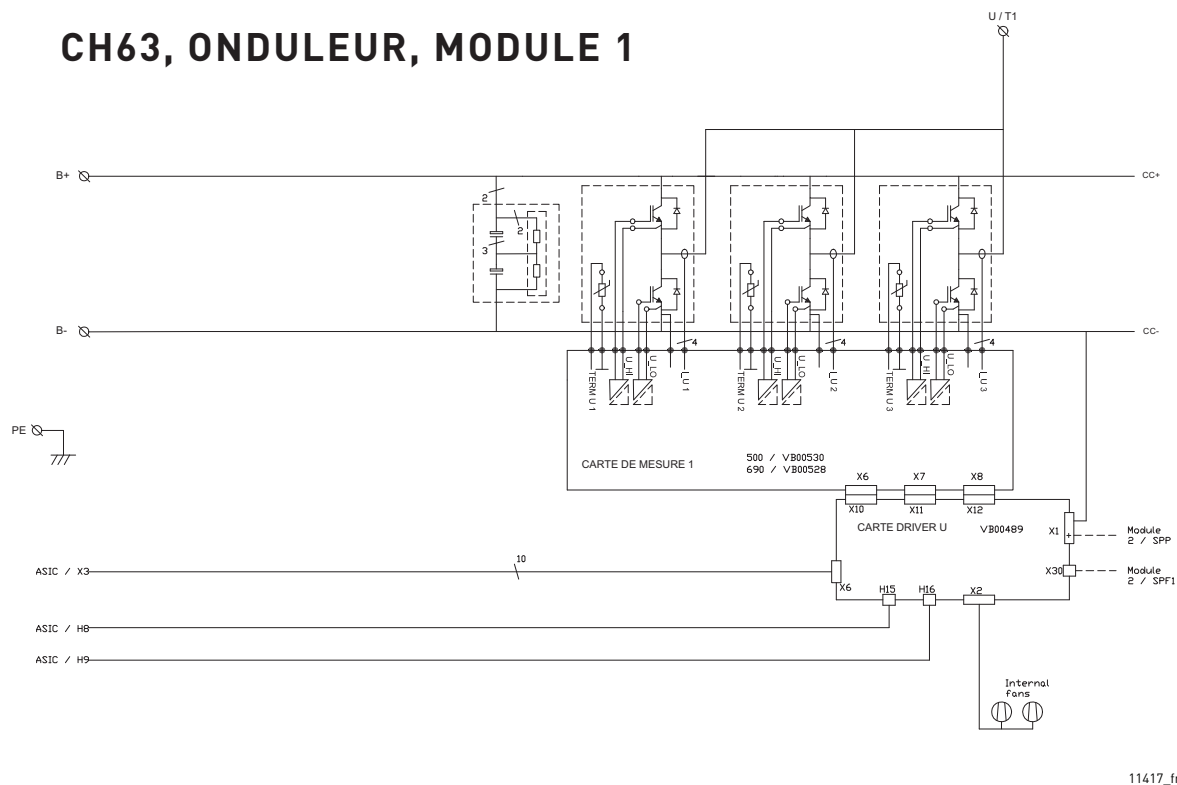 U / T1
CH63, ONDULEUR, MODULE 1
B+
CC+
2
2
3
B-
CC-
4
4
4
TERM U 1
U_HI
U_LO
I_U 1
TERM U 2
U_HI
U_LO
I_U 2
TERM U 3
U_HI
U_LO
I_U 3
PE
CARTE DE MESURE 1
500 / VB00530
690 / VB00528
X6
X7
X8
X10
X11
X12
CARTE DRIVER U
VB00489
X1
+
Module
2 / SPP
10
ASIC / X3
X6
X30
Module
2 / SPF1
H15
H16
X2
ASIC / H8
ASIC / H9
Internal
fans
11417_fr